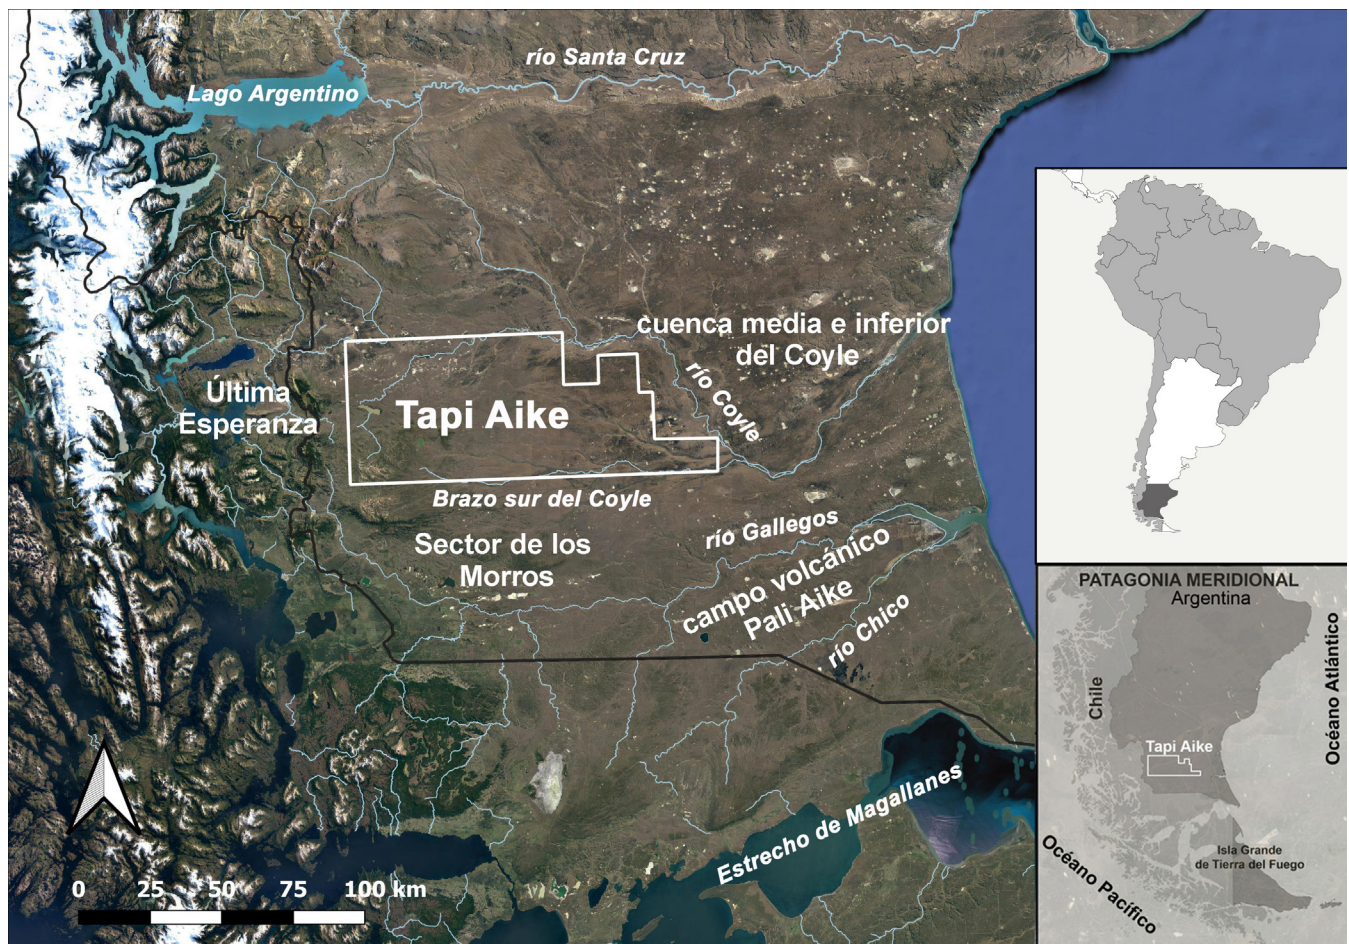 río Santa Cruz
Lago Argentino
cuenca media e inferior
del Coyle
Última
Esperanza
Tapi Aike
río Coyle
Brazo sur del Coyle
río Gallegos
Sector de los
Morros
campo volcánico
Pali Aike
río Chico
Estrecho de Magallanes
0 25 50 75 100 km
PATAGONIA MERIDIONAL
Argentina
Chile
Océano Atlántico
Tapi Aike
Isla Grande
de Tierra del Fuego
Océano Pacífico